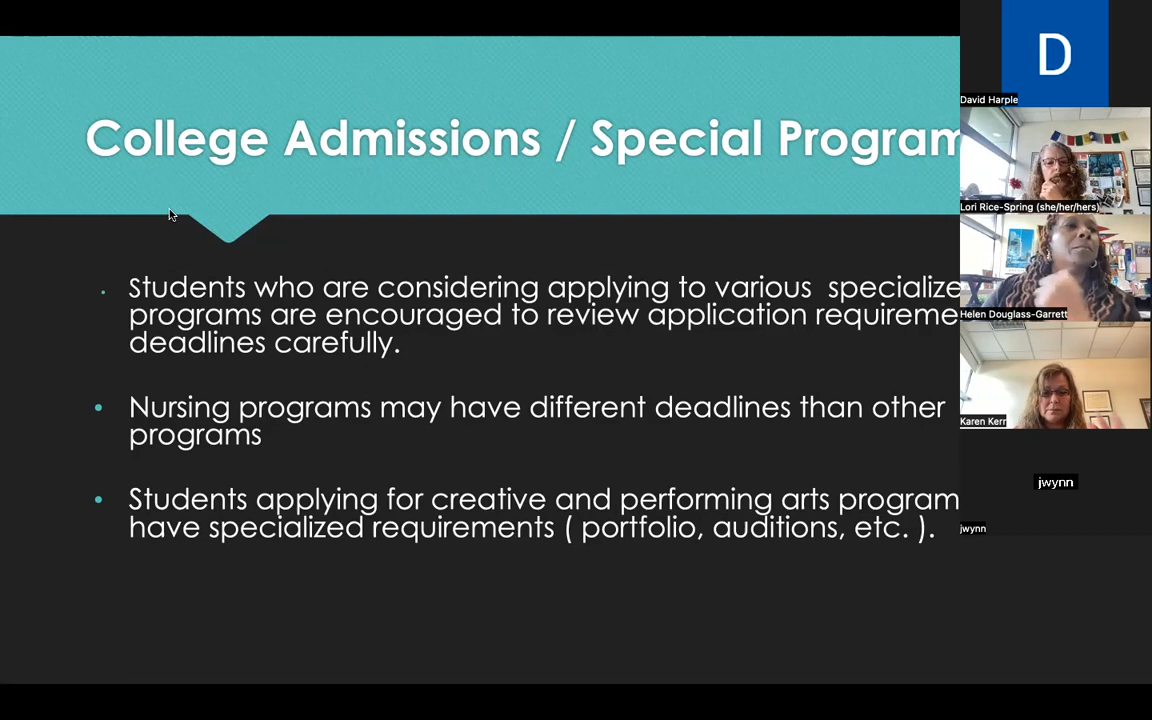 College Admissions / Special Program
Students who are considering applying to various specialize
programs are encouraged to review application requireme
deadlines carefully.
Nursing programs may have different deadlines than other
programs
Students applying for creative and performing arts program
have specialized requirements ( portfolio, auditions, etc. ).
D
David Harple
Lori Rice-Spring (she/her/hers)
Helen Douglass-Garrett
Karen Kerr
jwynn
jwynn